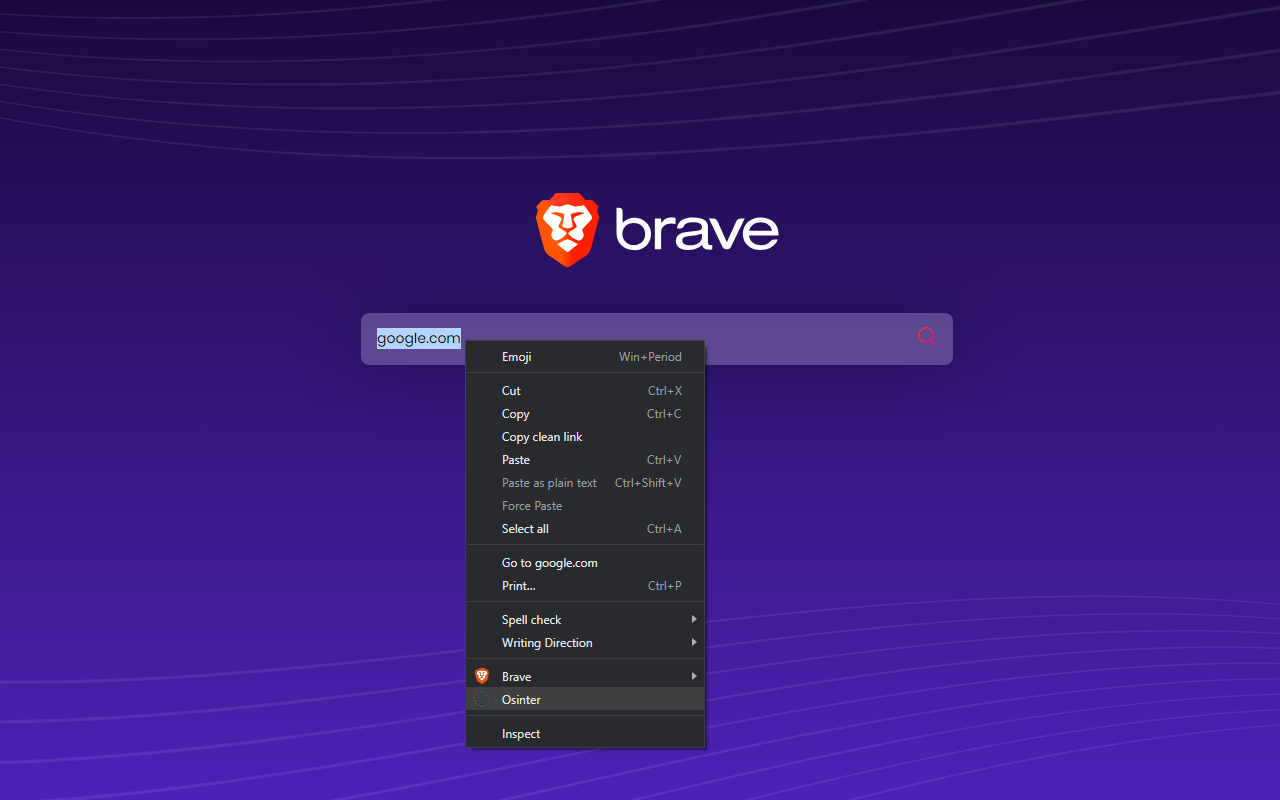 brave
google.com
Emoji Win+Period
Cut Ctrl+X
Copy Ctrl+C
Copy clean link
Paste Ctrl+V
Paste as plain text Ctrl+Shift+V
Force Paste
Select all Ctrl+A
Go to google.com
Print... Ctrl+P
Spell check
Writing Direction
Brave
Osinter
Inspect